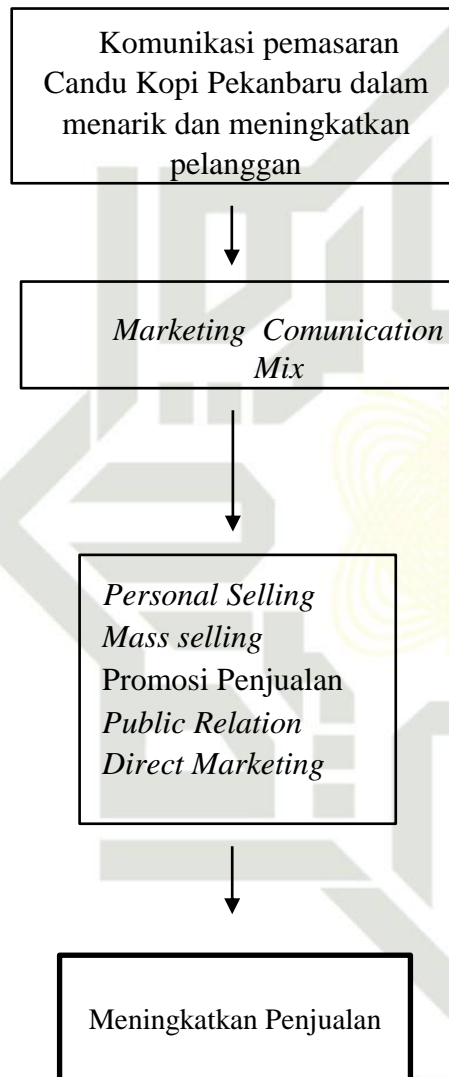 Komunikasi pemasaran
Candu Kopi Pekanbaru dalam
menarik dan meningkatkan
pelanggan
Marketing Comunication
Mix
Personal Selling
Mass selling
Promosi Penjualan
Public Relation
Direct Marketing
Meningkatkan Penjualan